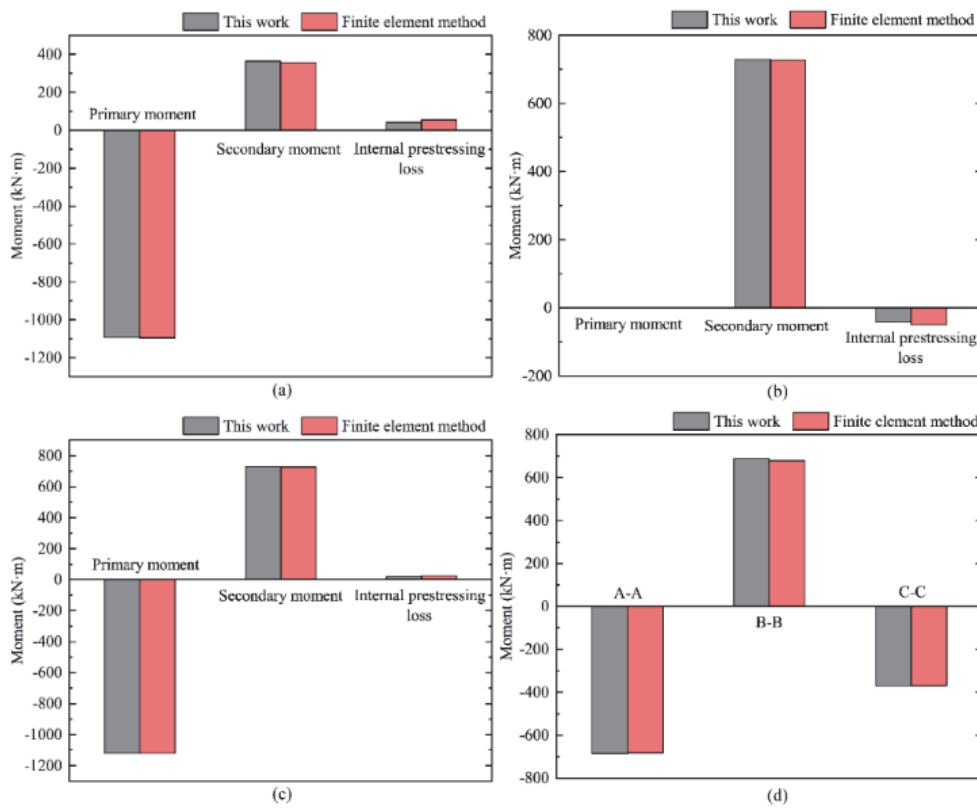 This work Finite element method
400
200
0
-200
-400
-600
-800
-1000
-1200
Moment (kN·m)
Primary moment
Secondary moment
Internal prestressing
loss
(a)
This work Finite element method
800
600
400
200
0
-200
Moment (kN·m)
Primary moment
Secondary moment
Internal prestressing
loss
(b)
This work Finite element method
800
600
400
200
0
-200
-400
-600
-800
-1000
-1200
Moment (kN·m)
Primary moment
Secondary moment
Internal prestressing
loss
(c)
This work Finite element method
800
600
400
200
0
-200
-400
-600
-800
Moment (kN·m)
A-A
B-B
C-C
(d)